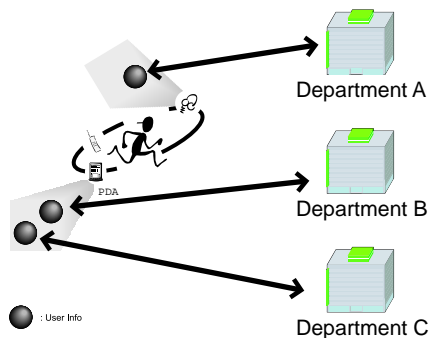 Department A
PDA
Department B
: User Info
Department C